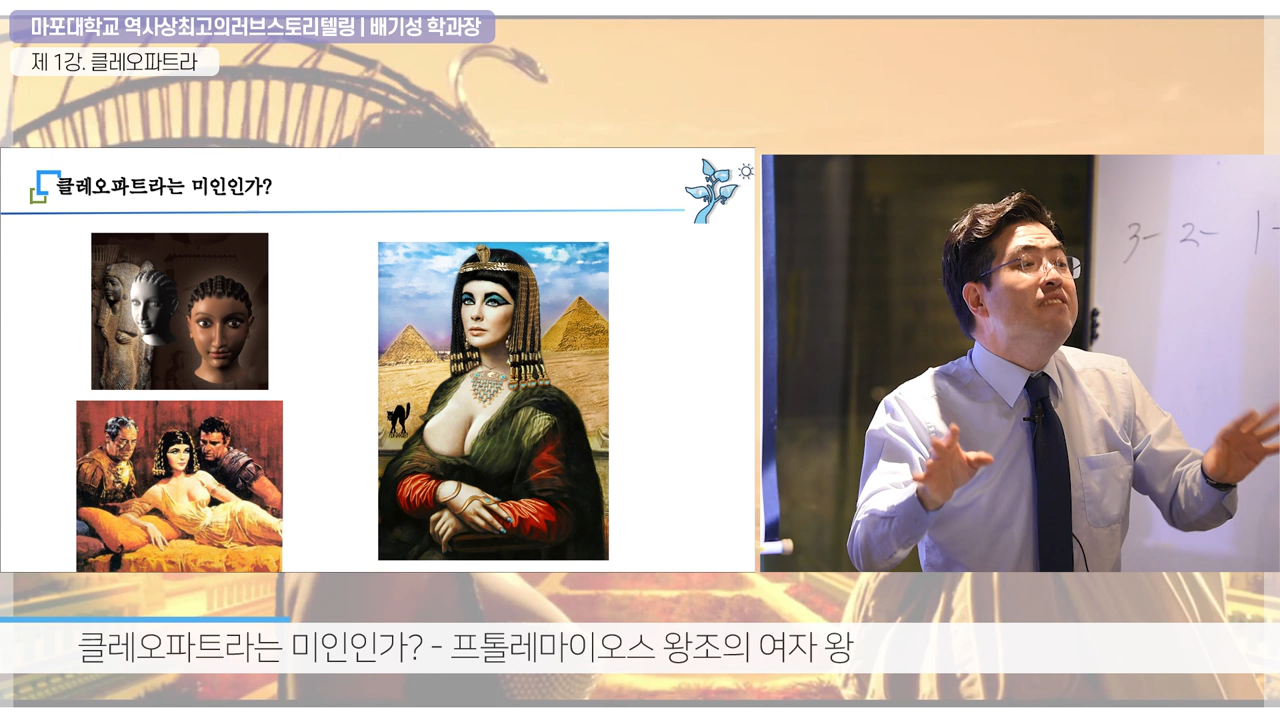 마포대학교 역사상최고의러브스토리텔링 | 배기성 학과장
제 1강. 클레오파트라
클레오파트라는 미인인가?
3- 2- 1-
클레오파트라는 미인인가? - 프톨레마이오스 왕조의 여자 왕